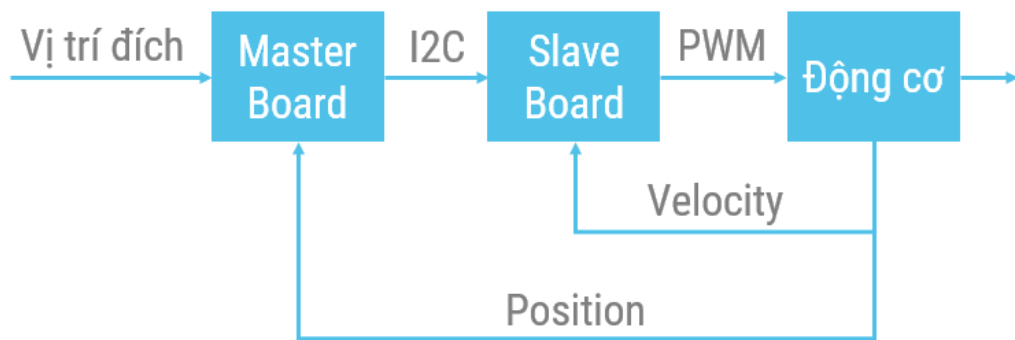 Vị trí đích
Master
Board
I2C
Slave
Board
PWM
Động cơ
Velocity
Position